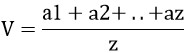 V = a1 + a2+ . . +az
z